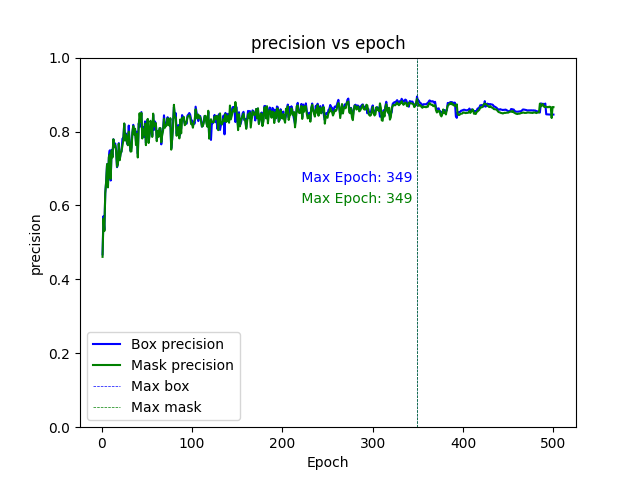 precision vs epoch
1.0
0.8
0.6
0.4
0.2
0.0
precision
Max Epoch: 349
Max Epoch: 349
Box precision
Mask precision
Max box
Max mask
0 100 200 300 400 500
Epoch